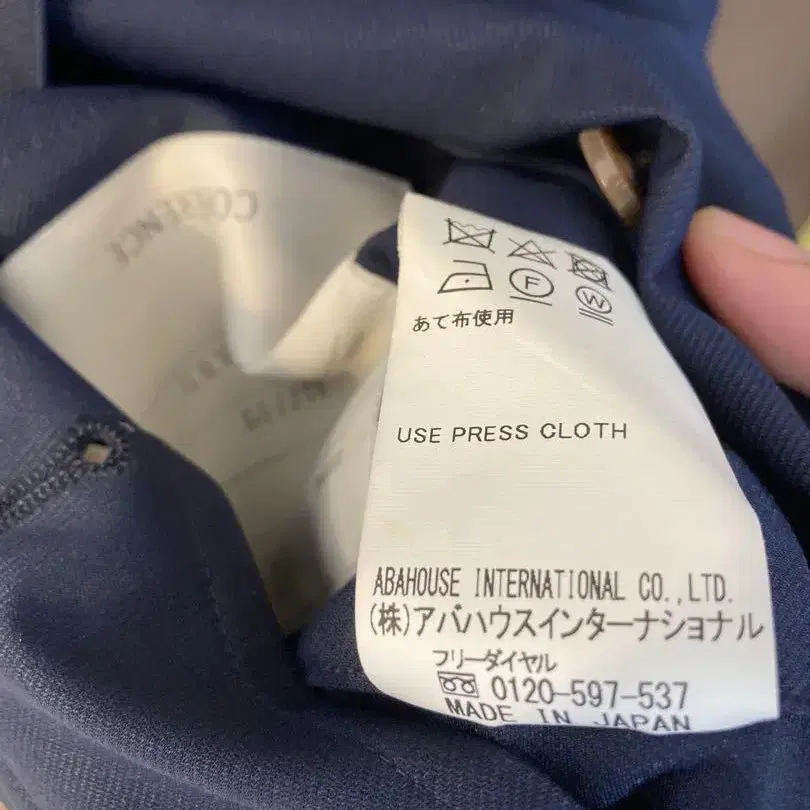 F
W
あて布使用
USE PRESS CLOTH
ABAHOUSE INTERNATIONAL CO.,LTD.
(株)アバハウスインターナショナル
フリーダイヤル
0120-597-537
MADE IN JAPAN